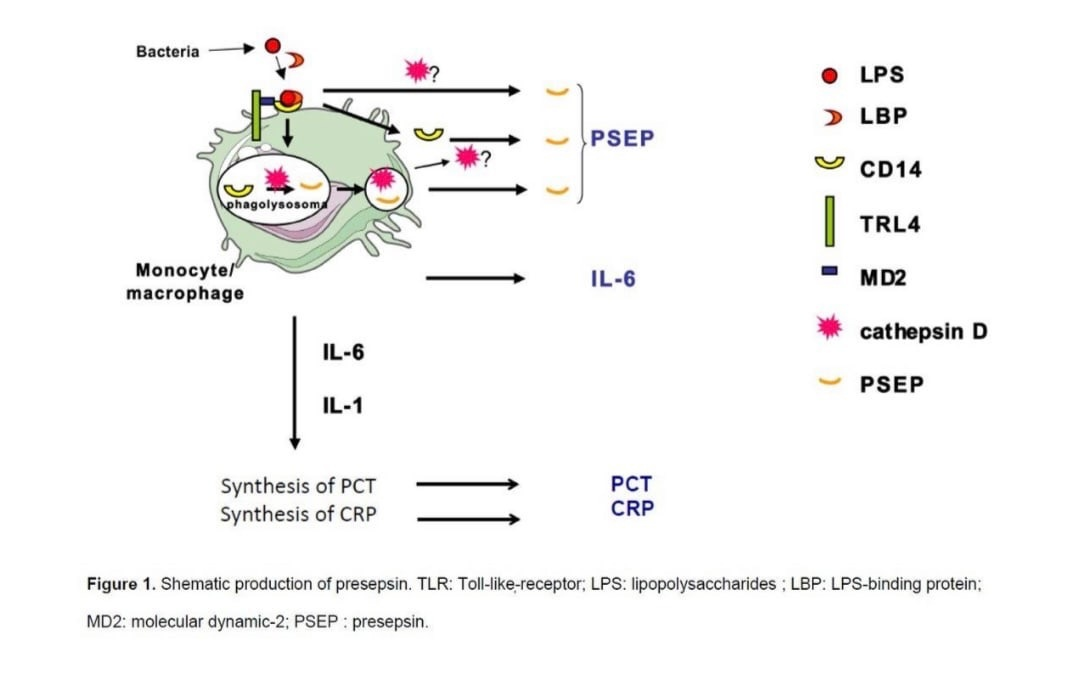 Bacteria
?
PSEP
?
phagolysosoma
Monocyte/
macrophage
IL-6
IL-6
IL-1
Synthesis of PCT
Synthesis of CRP
PCT
CRP
LPS
LBP
CD14
TRL4
MD2
cathepsin D
PSEP
Figure 1. Shematic production of presepsin. TLR: Toll-like-receptor; LPS: lipopolysaccharides ; LBP: LPS-binding protein;
MD2: molecular dynamic-2; PSEP : presepsin.